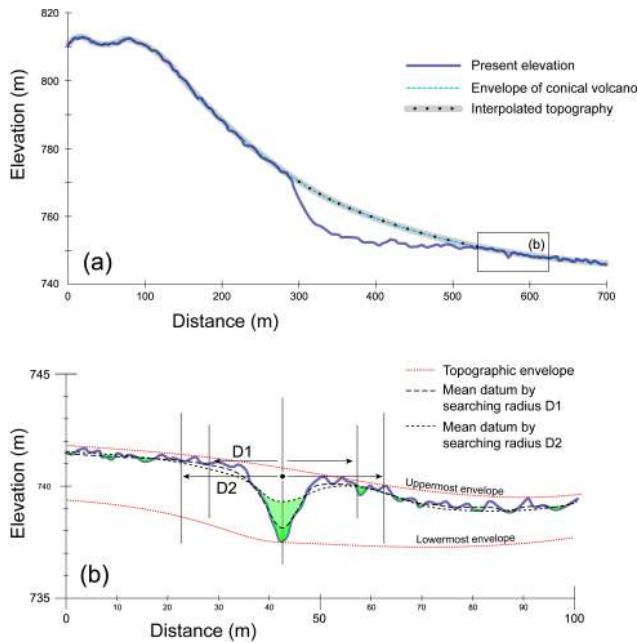 820
800
780
760
740
Elevation (m)
Present elevation
Envelope of conical volcano
Interpolated topography
(b)
(a)
0
100
200
300
400
500
600
700
Distance (m)
745
740
735
Elevation (m)
Topographic envelope
Mean datum by
searching radius D1
Mean datum by
searching radius D2
D1
D2
Uppermost envelope
Lowermost envelope
(b)
0
10
20
30
40
50
60
70
80
90
100
Distance (m)